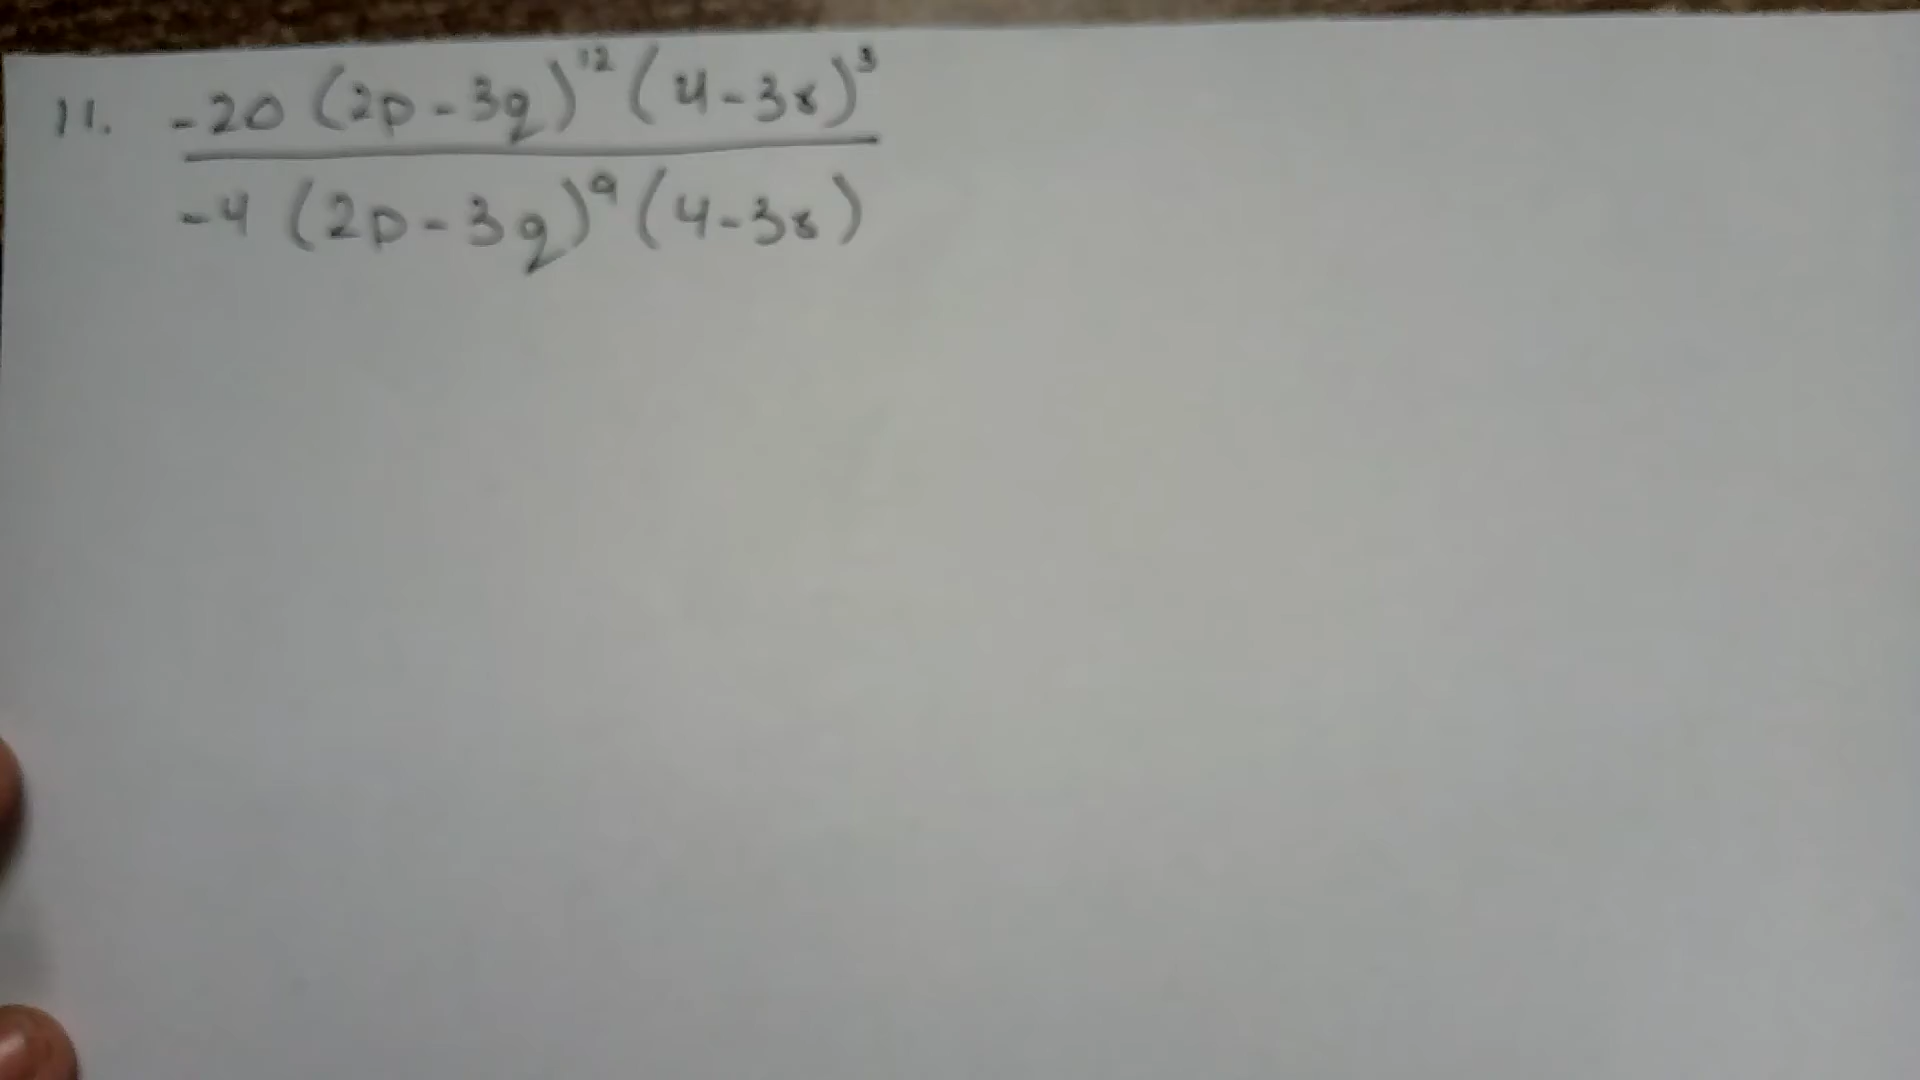 11. -20 (2p - 3q)¹² (4 - 3x)³
-4 (2p - 3q)⁹ (4 - 3x)